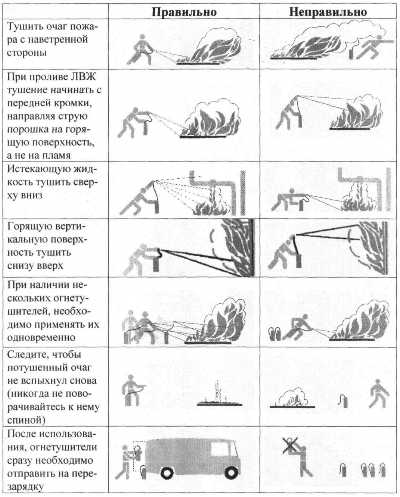 Правильно
Неправильно
Тушить очаг пожа-
ра с наветренной
стороны
При проливе ЛВЖ
тушение начинать с
передней кромки,
направляя струю
порошка на горя-
щую поверхность,
а не на пламя
Истекающую жид-
кость тушить свер-
ху вниз
Горящую верти-
кальную поверх-
ность тушить
снизу вверх
При наличии не-
скольких огнету-
шителей, необхо-
димо применять их
одновременно
Следите, чтобы
потушенный очаг
не вспыхнул снова
(никогда не пово-
рачивайтесь к нему
спиной)
После использова-
ния, огнетушители
сразу необходимо
отправить на пере-
зарядку